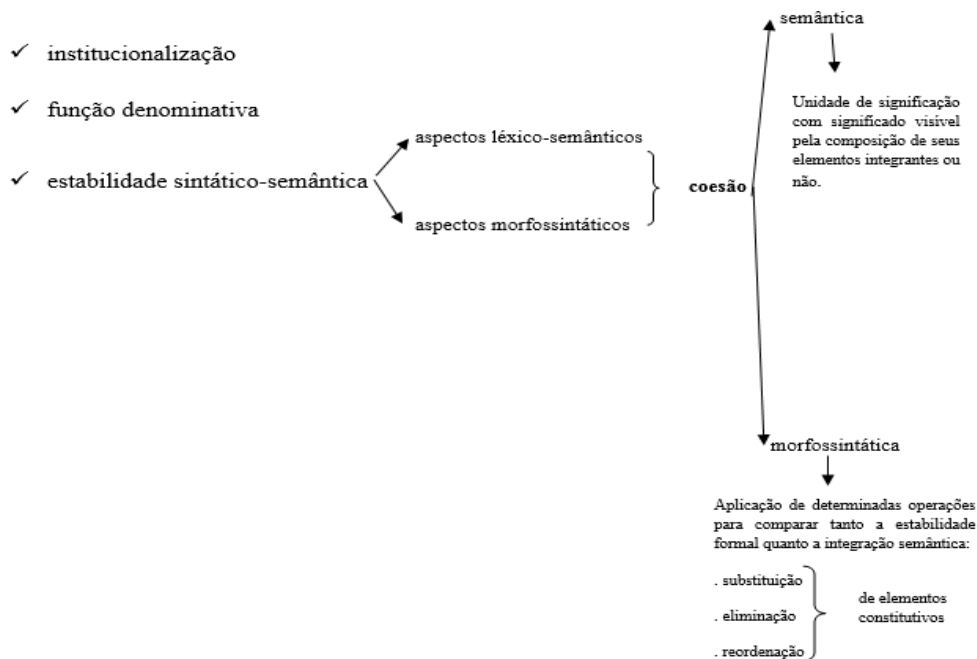 ✓ institucionalização
✓ função denominativa
✓ estabilidade sintático-semântica
aspectos léxico-semânticos
aspectos morfossintáticos
coesão
semântica
Unidade de significação
com significado visível
pela composição de seus
elementos integrantes ou
não.
morfossintática
Aplicação de determinadas operações
para comparar tanto a estabilidade
formal quanto a integração semântica:
. substituição
. eliminação
. reordenação
de elementos
constitutivos